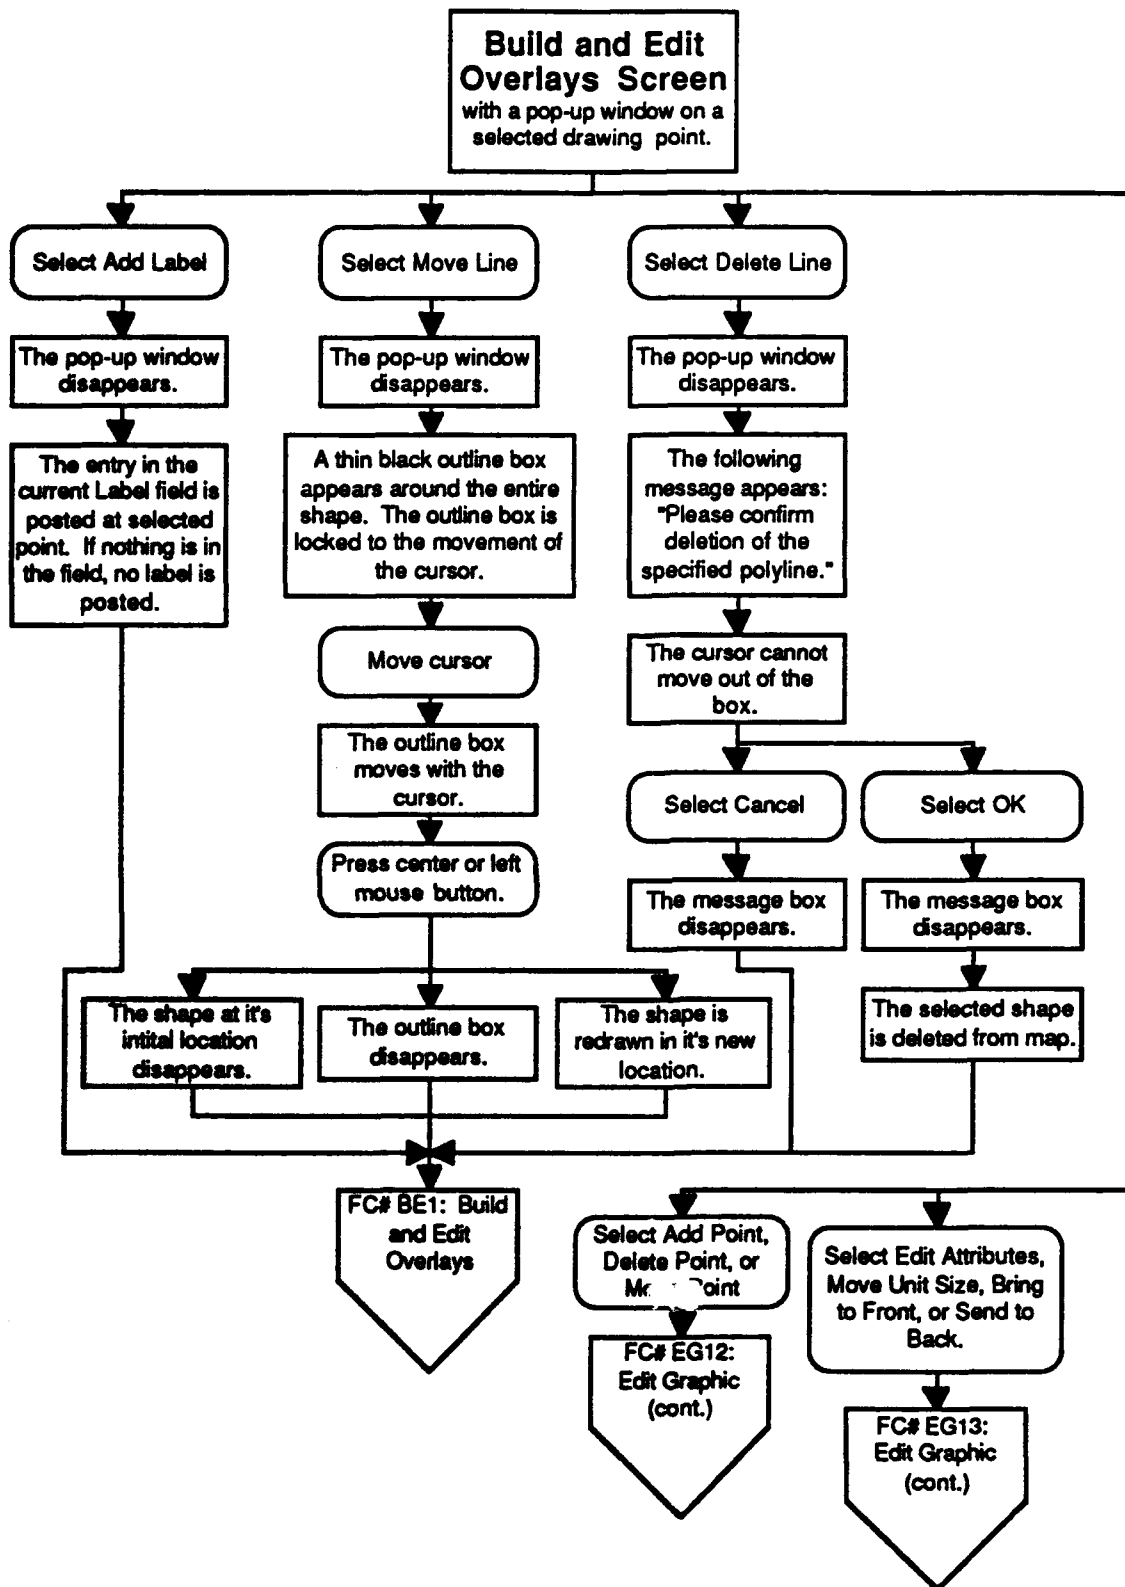 Build and Edit
Overlays Screen
with a pop-up window on a
selected drawing point.
Select Add Label
Select Move Line
Select Delete Line
The pop-up window
disappears.
The pop-up window
disappears.
The pop-up window
disappears.
The entry in the
current Label field is
posted at selected
point. If nothing is in
the field, no label is
posted.
A thin black outline box
appears around the entire
shape. The outline box is
locked to the movement of
the cursor.
The following
message appears:
"Please confirm
deletion of the
specified polyline."
Move cursor
The cursor cannot
move out of the
box.
The outline box
moves with the
cursor.
Select Cancel
Select OK
Press center or left
mouse button.
The message box
disappears.
The message box
disappears.
The shape at it's
intital location
disappears.
The outline box
disappears.
The shape is
redrawn in it's new
location.
The selected shape
is deleted from map.
FC# BE1: Build
and Edit
Overlays
Select Add Point,
Delete Point, or
Point
Select Edit Attributes,
Move Unit Size, Bring
to Front, or Send to
Back.
FC# EG12:
Edit Graphic
(cont.)
FC# EG13:
Edit Graphic
(cont.)